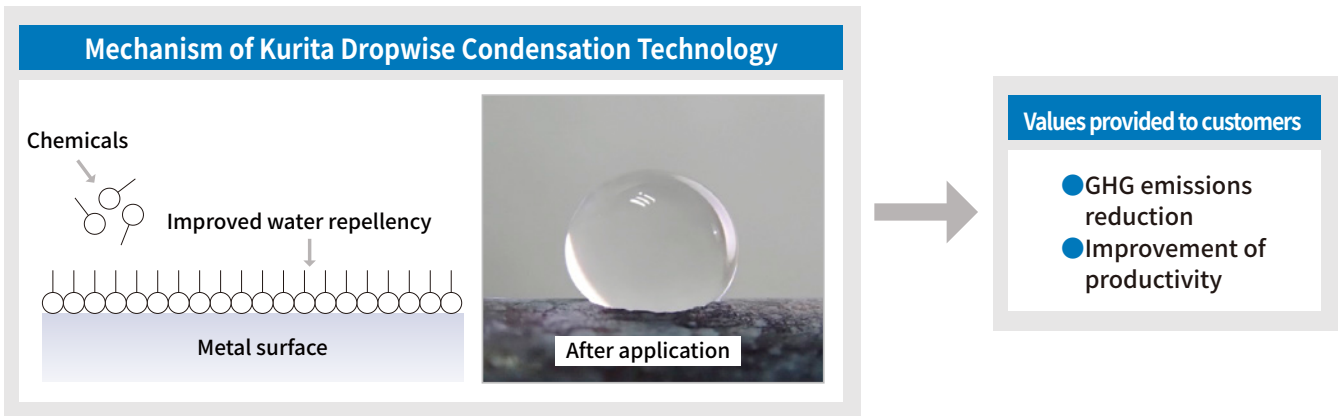 Mechanism of Kurita Dropwise Condensation Technology
Chemicals
Improved water repellency
Metal surface
After application
Values provided to customers
●GHG emissions
reduction
●Improvement of
productivity